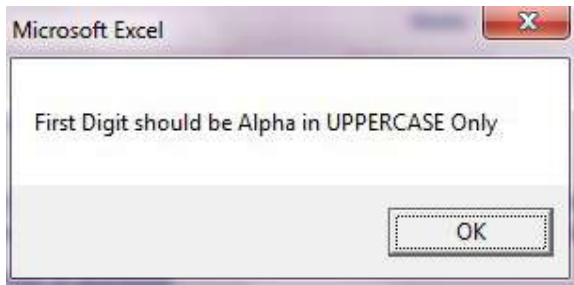 Microsoft Excel
First Digit should be Alpha in UPPERCASE Only
OK